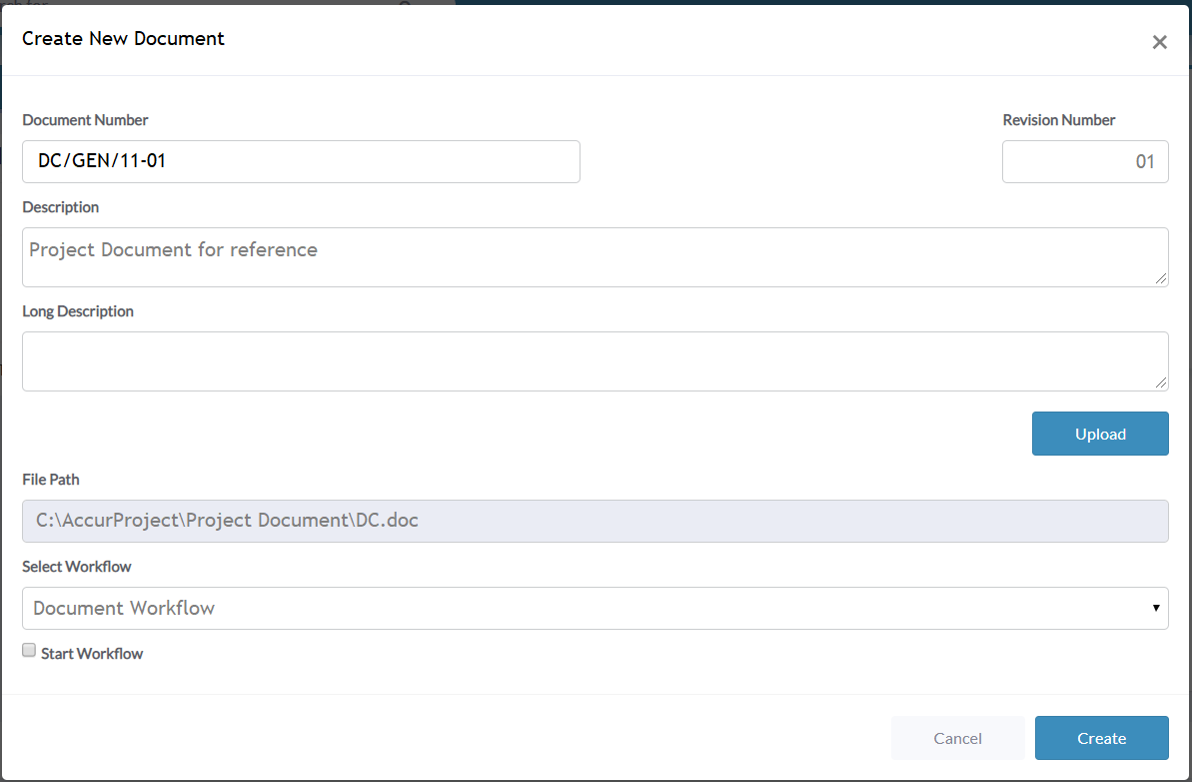 Create New Document
×
Document Number
Revision Number
DC/GEN/11-01
01
Description
Project Document for reference
Long Description
Upload
File Path
C:\AccurProject\Project Document\DC.doc
Select Workflow
Document Workflow
Start Workflow
Cancel
Create